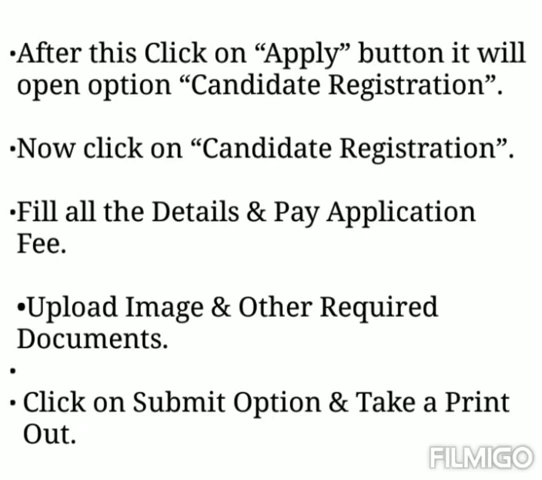 •After this Click on “Apply” button it will
open option “Candidate Registration”.
•Now click on “Candidate Registration”.
•Fill all the Details & Pay Application
Fee.
•Upload Image & Other Required
Documents.
•
• Click on Submit Option & Take a Print
Out.
FILMIGO